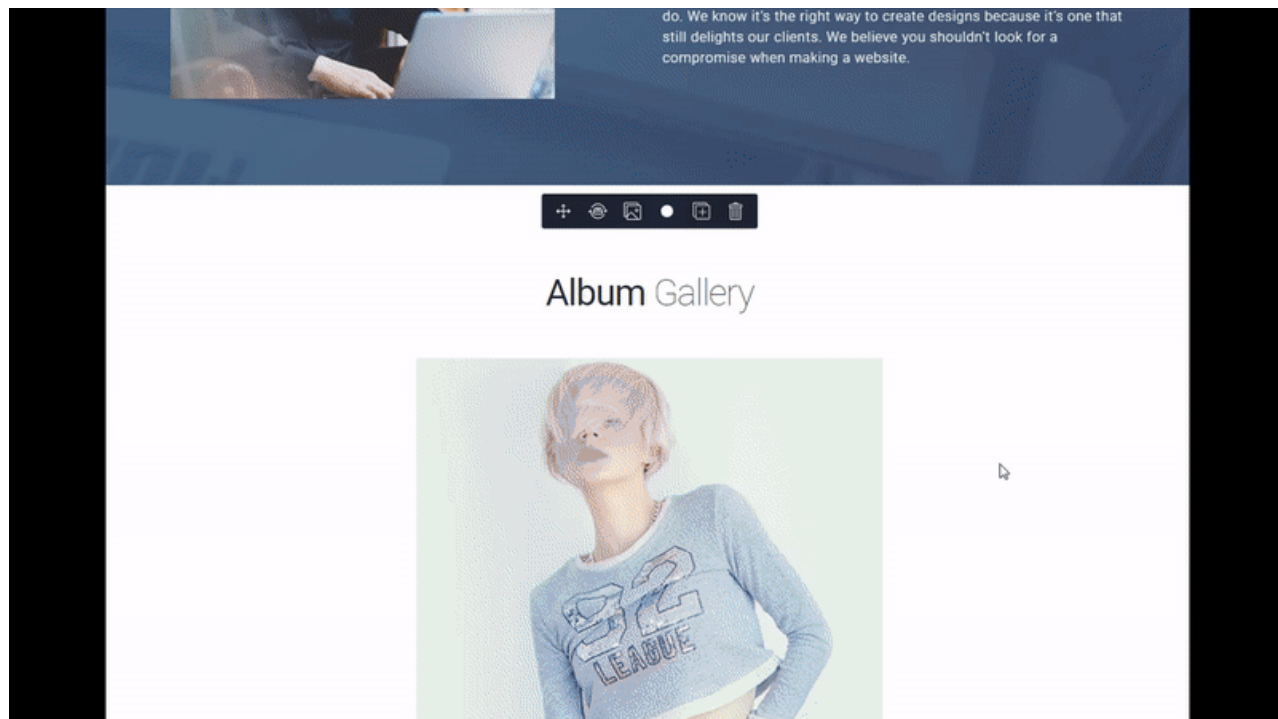 do. We know it's the right way to create designs because it's one that
still delights our clients. We believe you shouldn't look for a
compromise when making a website.
Album Gallery
92
LEAGUE